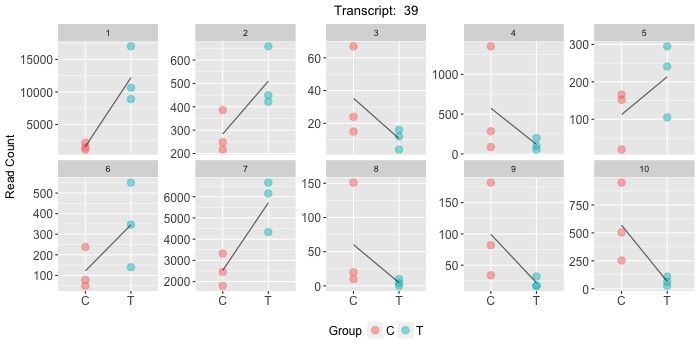 Transcript: 39
1 2 3 4 5
15000 600 60 1000 300
10000 500 40 500 200
5000 400 20 0 100
300
200
6 7 8 9 10
500 6000 150 150 750
400 5000 100 100 500
300 4000 50 50 250
200 3000 0 0
100 2000
C T C T C T C T C T
Read Count
Group C T